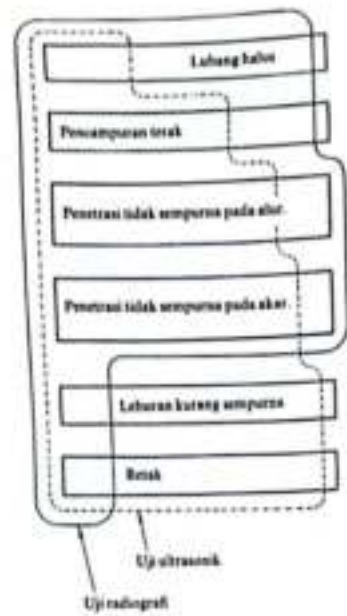 Lubang halus
Pencampuran terak
Penetrasi tidak sempurna pada alur.
Penetrasi tidak sempurna pada akar.
Leburan kurang sempurna
Retak
Uji ultrasonik
Uji radiografi